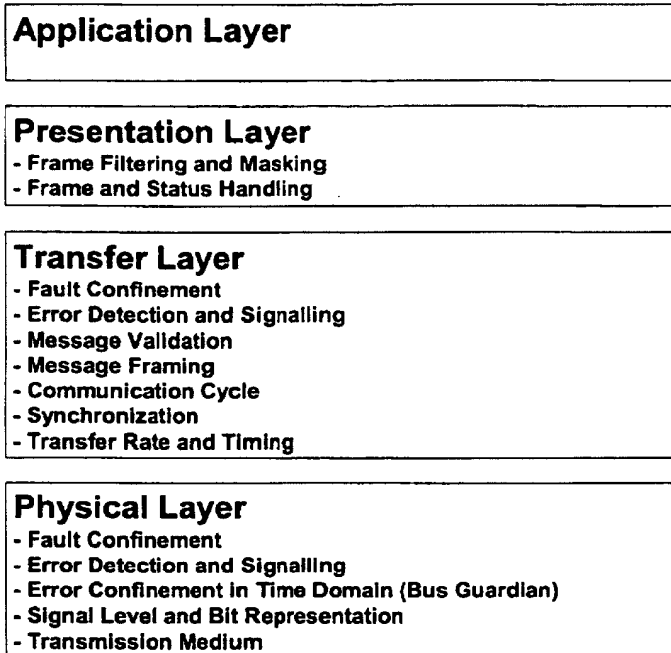 Application Layer
Presentation Layer
- Frame Filtering and Masking
- Frame and Status Handling
Transfer Layer
- Fault Confinement
- Error Detection and Signalling
- Message Validation
- Message Framing
- Communication Cycle
- Synchronization
- Transfer Rate and Timing
Physical Layer
- Fault Confinement
- Error Detection and Signalling
- Error Confinement in Time Domain (Bus Guardian)
- Signal Level and Bit Representation
- Transmission Medium